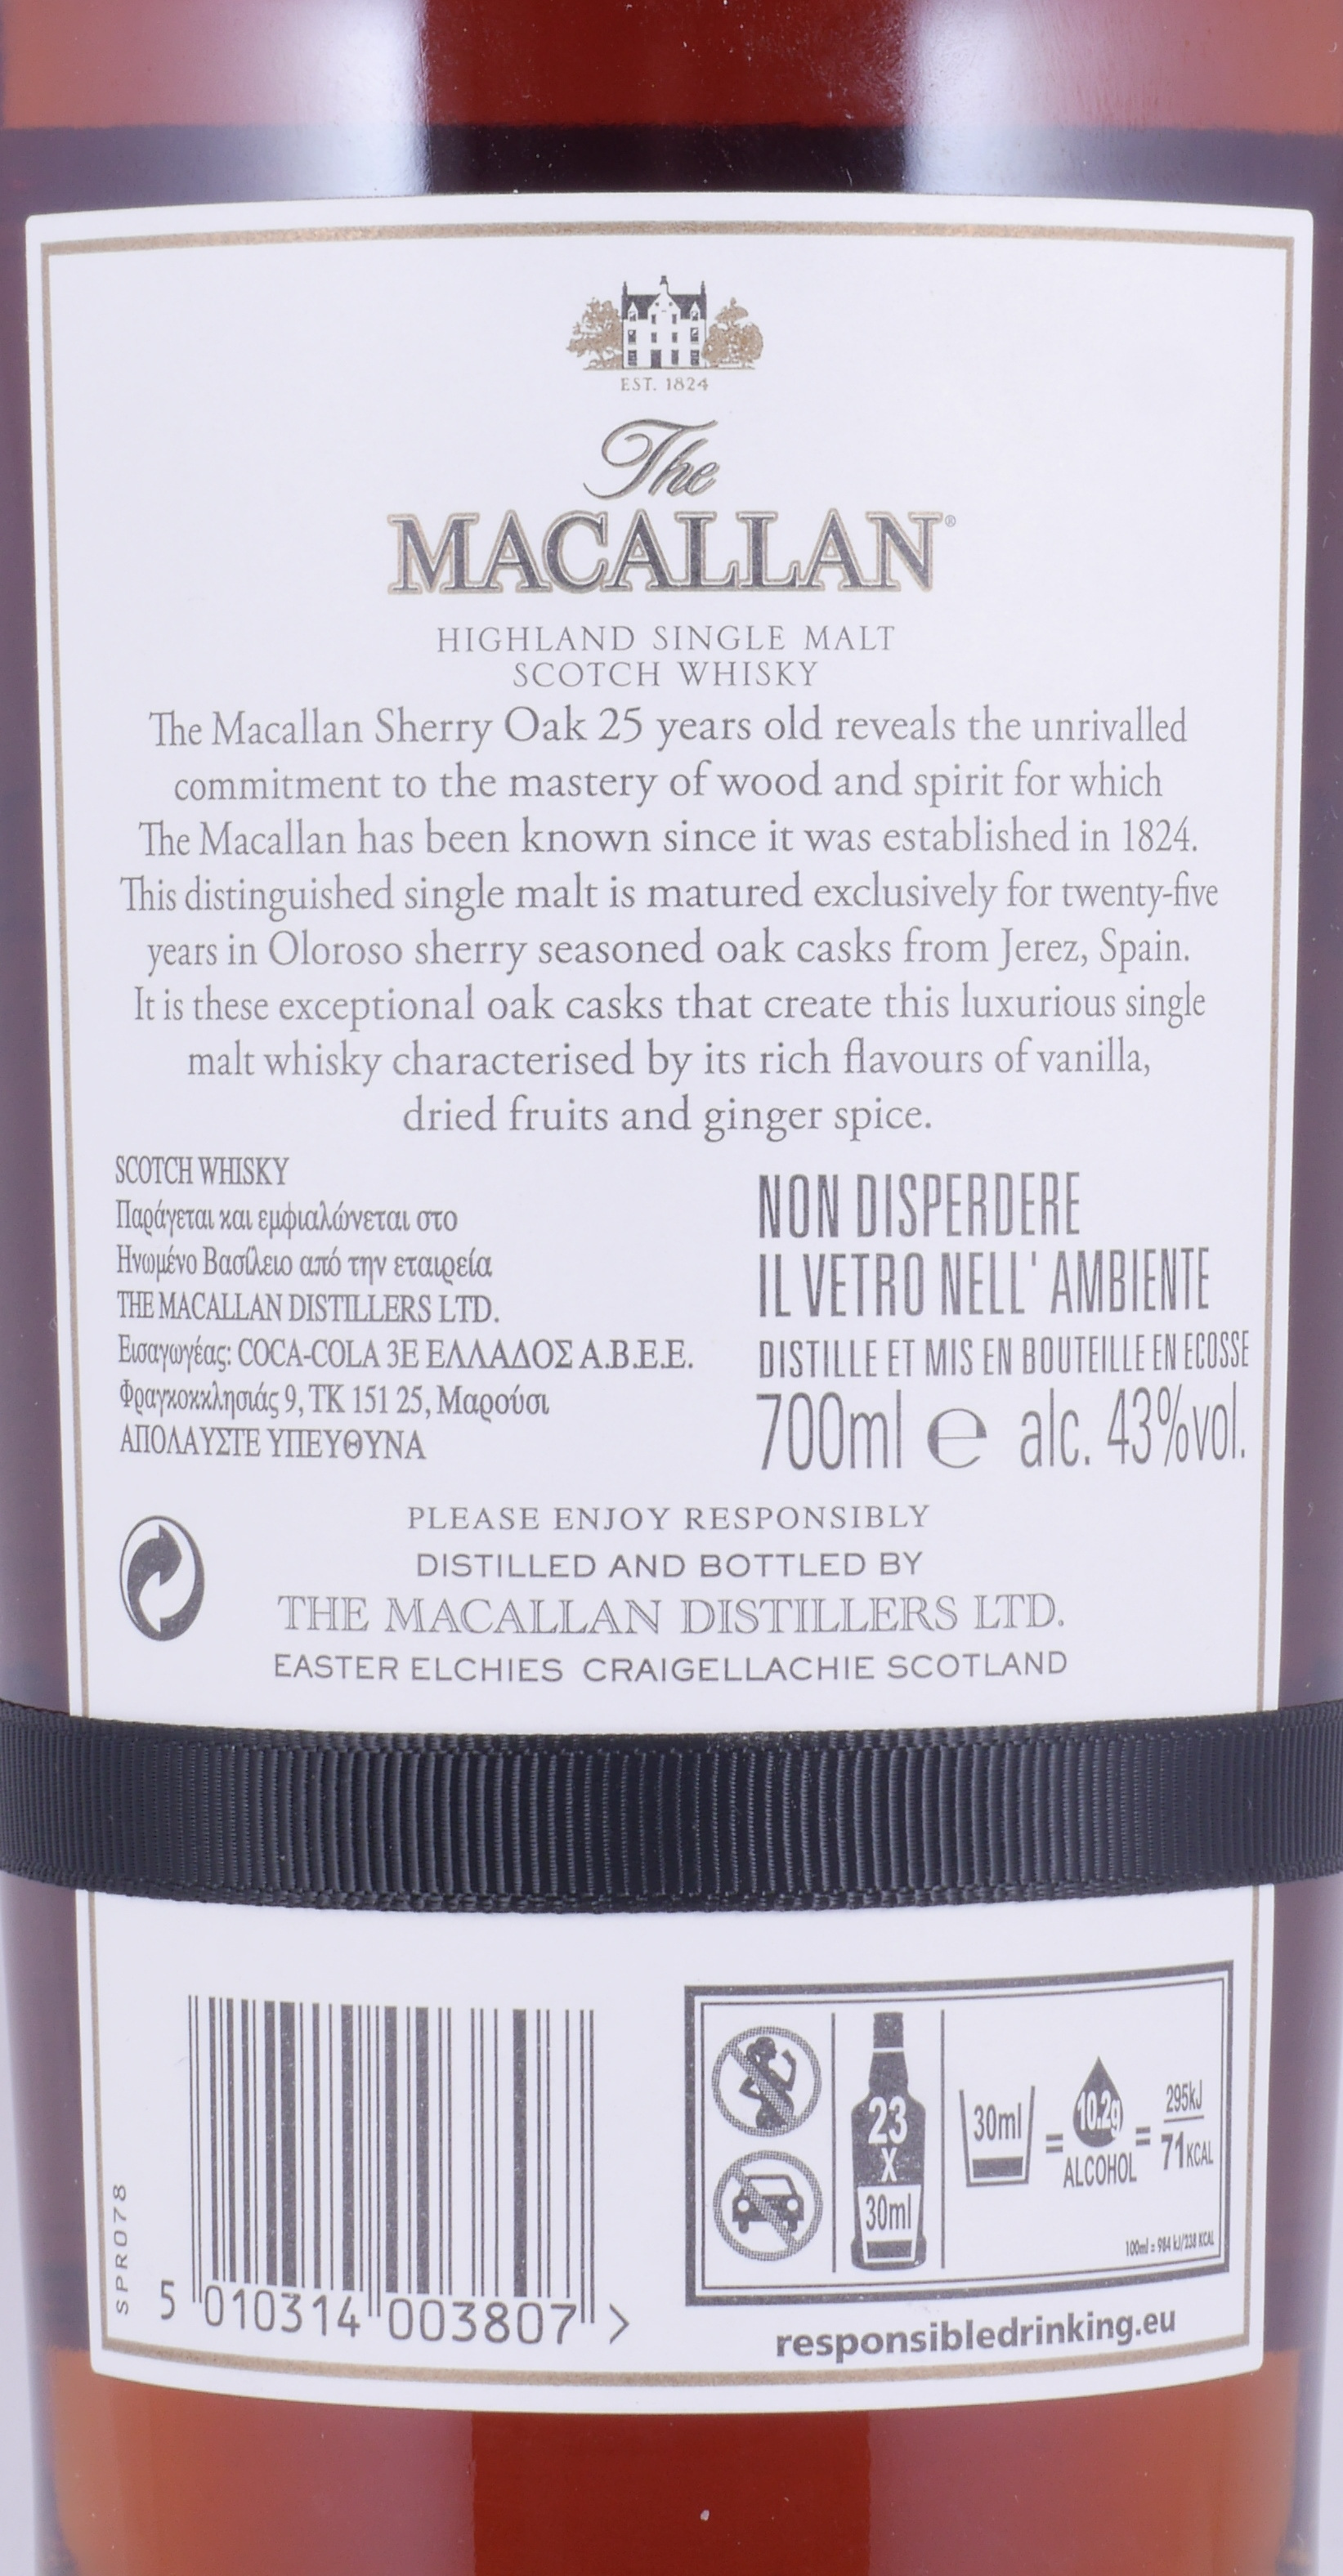 EST. 1824
The
MACALLAN®
HIGHLAND SINGLE MALT
SCOTCH WHISKY
The Macallan Sherry Oak 25 years old reveals the unrivalled
commitment to the mastery of wood and spirit for which
The Macallan has been known since it was established in 1824.
This distinguished single malt is matured exclusively for twenty-five
years in Oloroso sherry seasoned oak casks from Jerez, Spain.
It is these exceptional oak casks that create this luxurious single
malt whisky characterised by its rich flavours of vanilla,
dried fruits and ginger spice.
SCOTCH WHISKY
Παράγεται και εμφιαλώνεται στο
Ηνωμένο Βασίλειο από την εταιρεία
THE MACALLAN DISTILLERS LTD.
Εισαγωγέας: COCA-COLA 3E ΕΛΛΑΔΟΣ Α.Β.Ε.Ε.
Φραγκοκκλησιάς 9, ΤΚ 151 25, Μαρούσι
ΑΠΟΛΑΥΣΤΕ ΥΠΕΥΘΥΝΑ
NON DISPERDERE
IL VETRO NELL' AMBIENTE
DISTILLE ET MIS EN BOUTEILLE EN ECOSSE
700ml e alc. 43%vol.
PLEASE ENJOY RESPONSIBLY
DISTILLED AND BOTTLED BY
THE MACALLAN DISTILLERS LTD.
EASTER ELCHIES CRAIGELLACHIE SCOTLAND
SPR078
5 010314 003807 >
23
X
30ml
30ml
=
10.2g
ALCOHOL
=
295kJ
71KCAL
100ml = 984 kJ/238 KCAL
responsibledrinking.eu